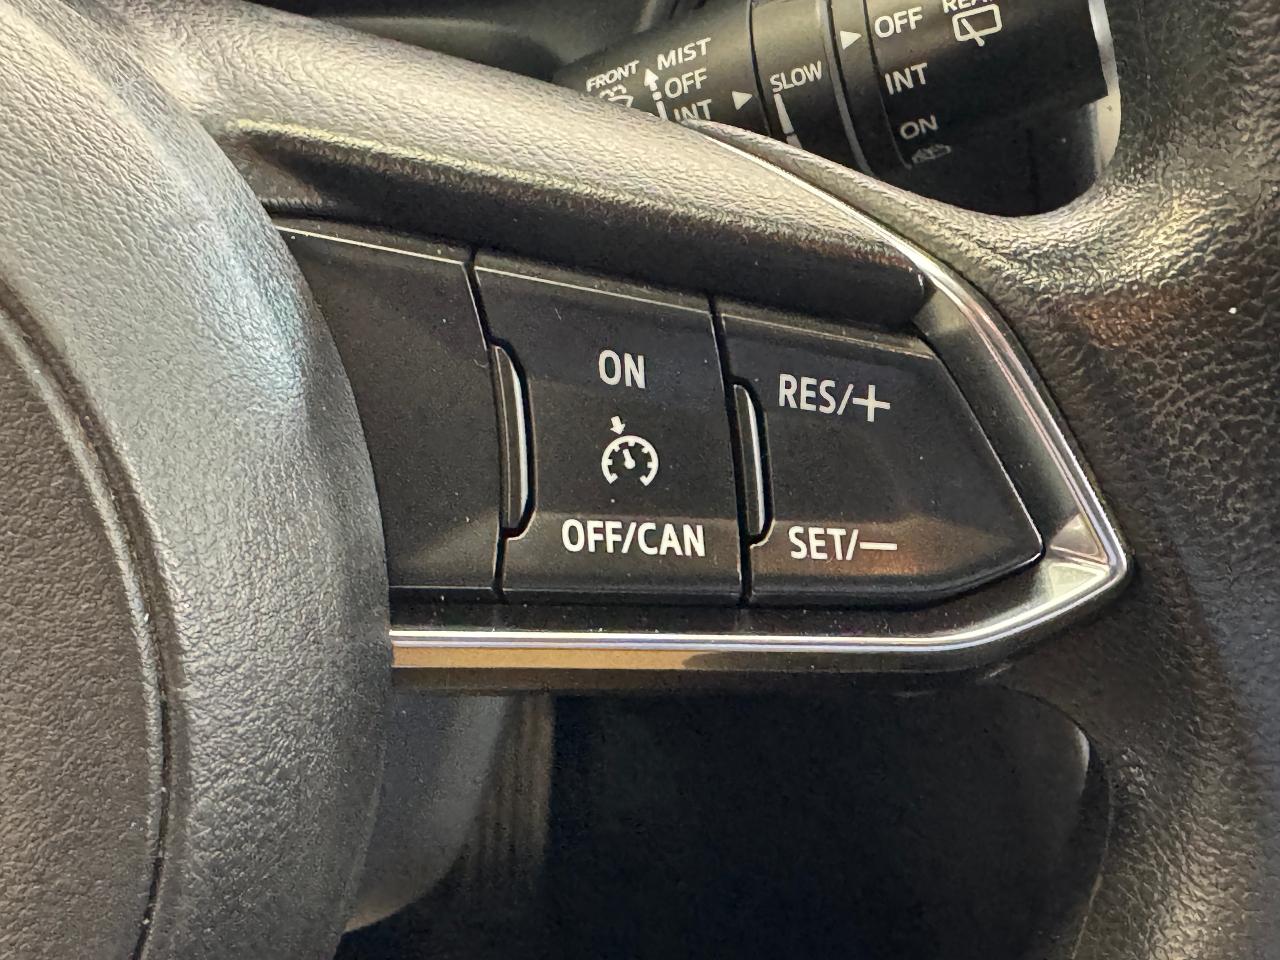 FRONT
MIST
OFF
INT
SLOW
OFF
INT
ON
ON
OFF/CAN
RES/+
SET/−